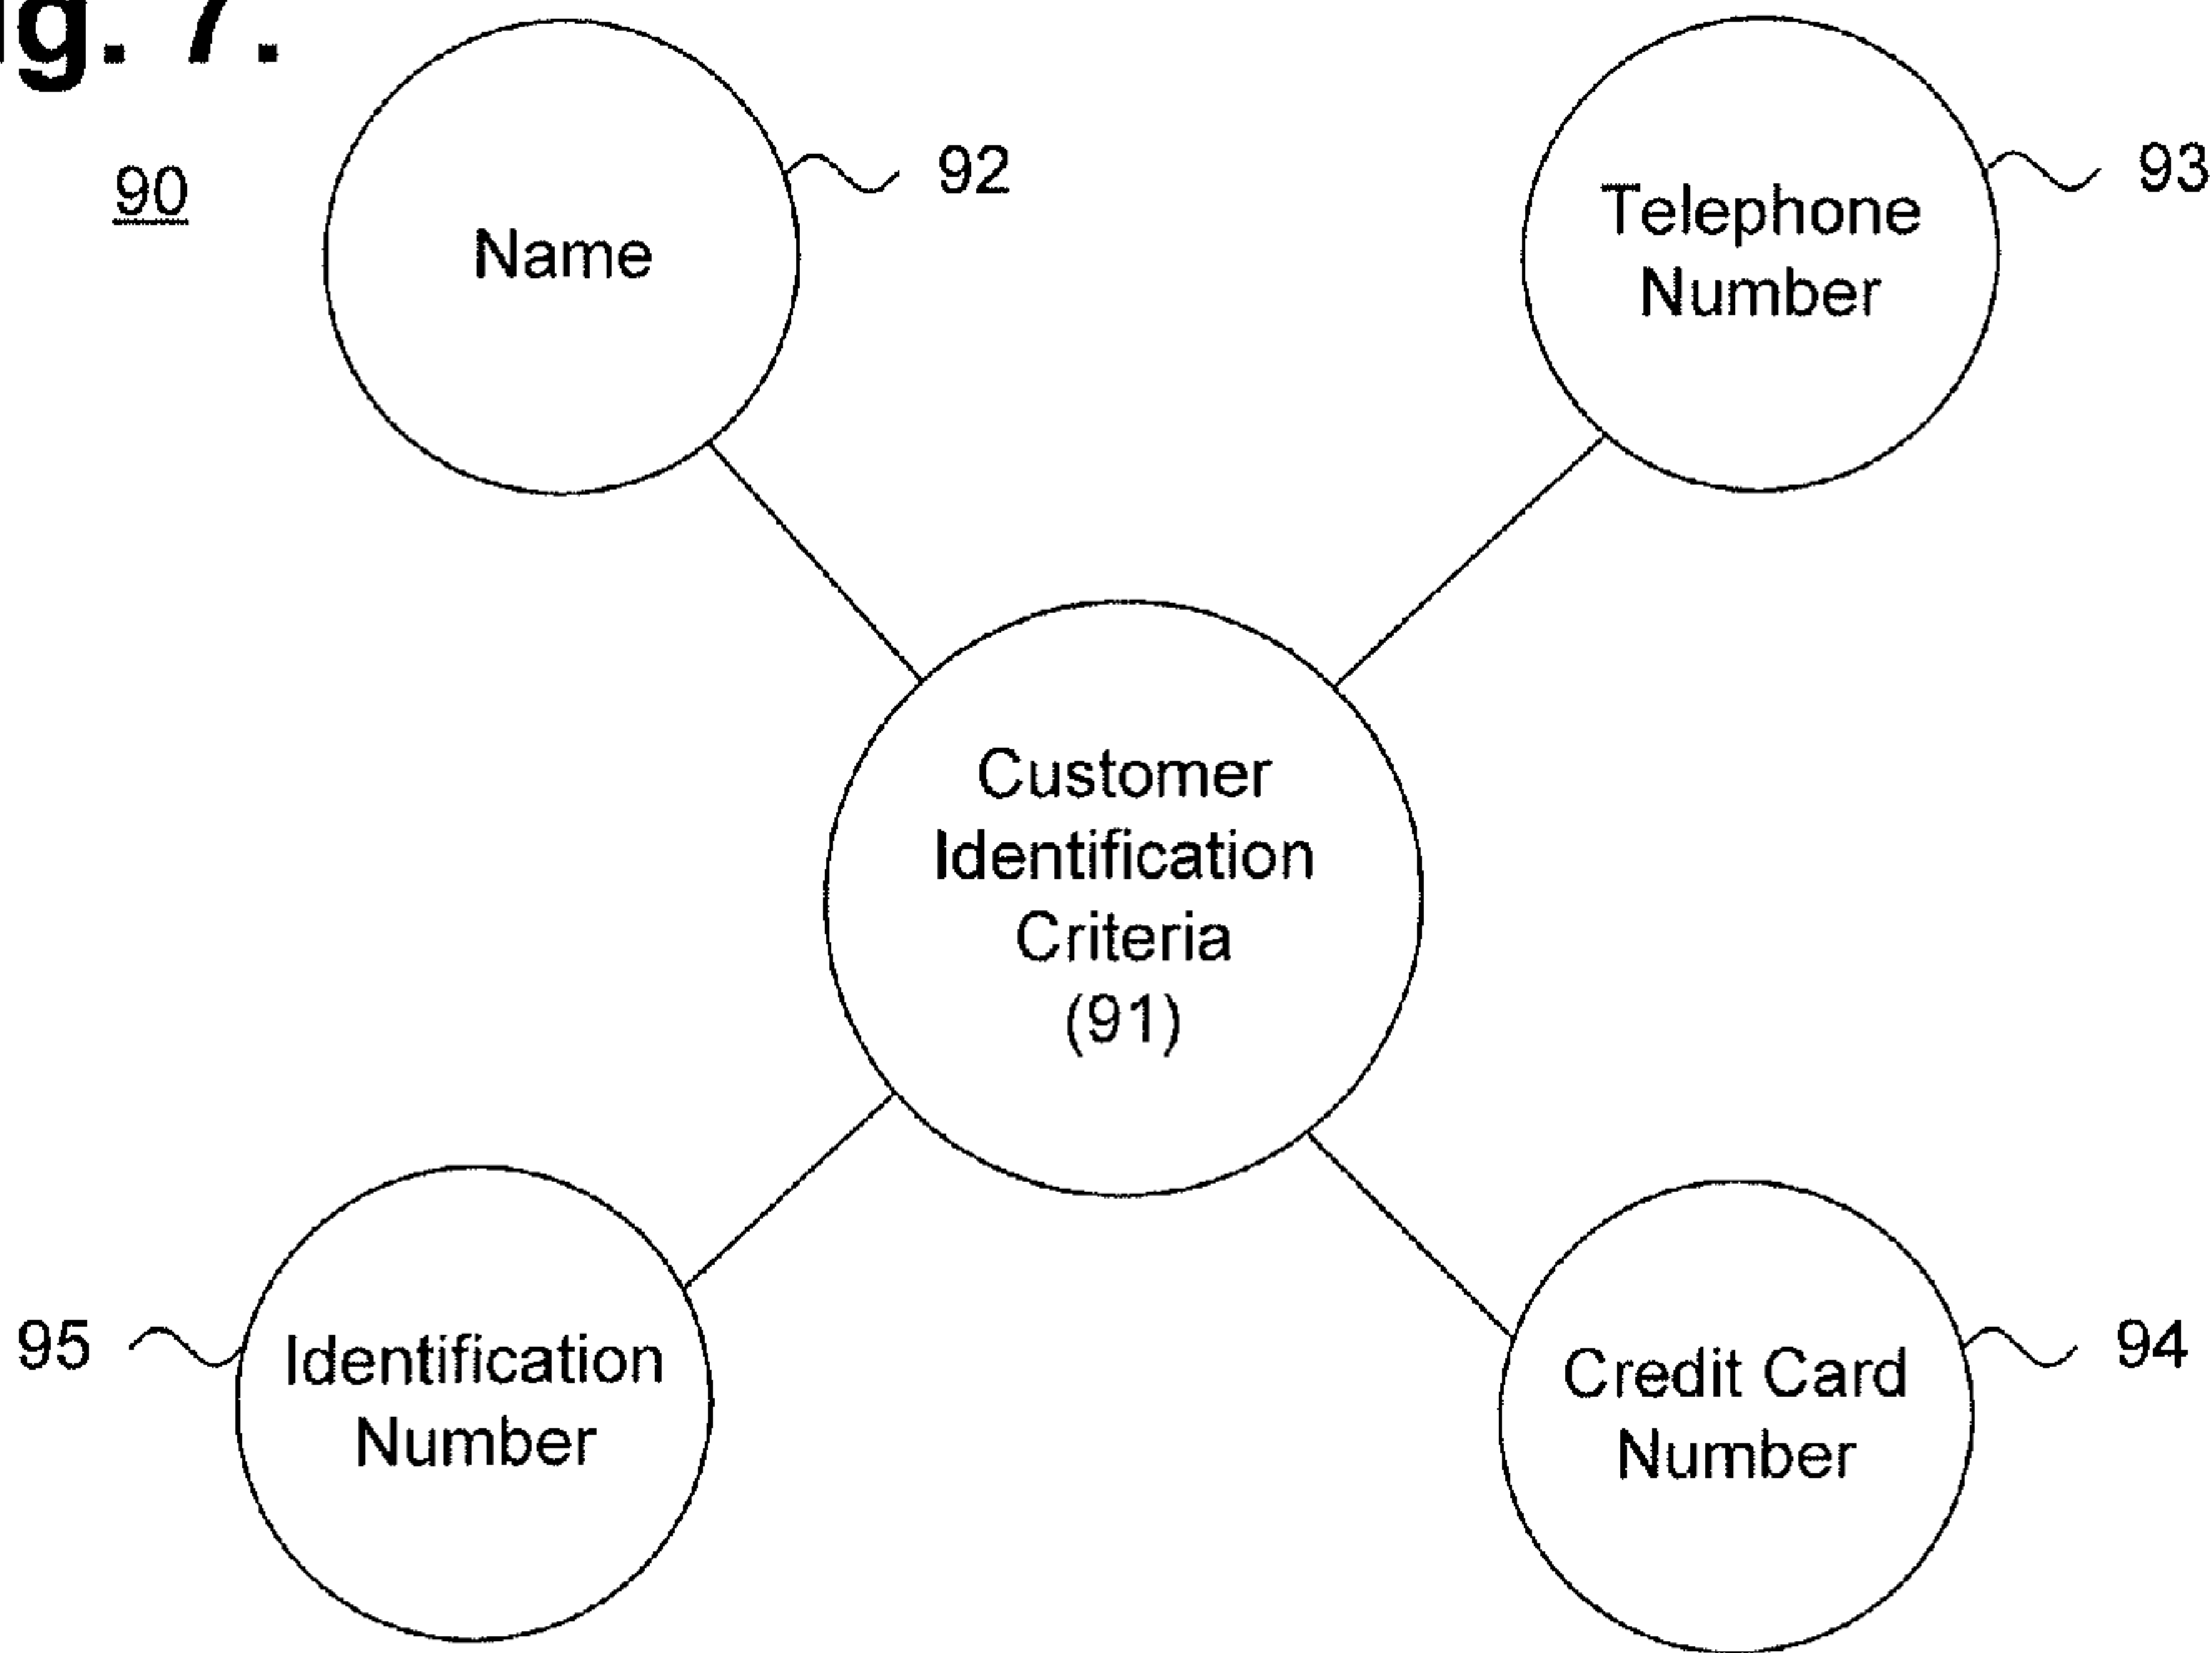 ig. 7.
90
Name
92
Telephone
Number
93
Customer
Identification
Criteria
(91)
95
Identification
Number
Credit Card
Number
94